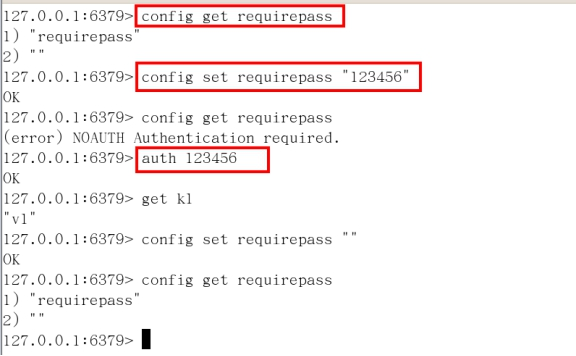 127.0.0.1:6379> config get requirepass
1) "requirepass"
2) ""
127.0.0.1:6379> config set requirepass "123456"
OK
127.0.0.1:6379> config get requirepass
(error) NOAUTH Authentication required.
127.0.0.1:6379> auth 123456
OK
127.0.0.1:6379> get k1
"v1"
127.0.0.1:6379> config set requirepass ""
OK
127.0.0.1:6379> config get requirepass
1) "requirepass"
2) ""
127.0.0.1:6379>